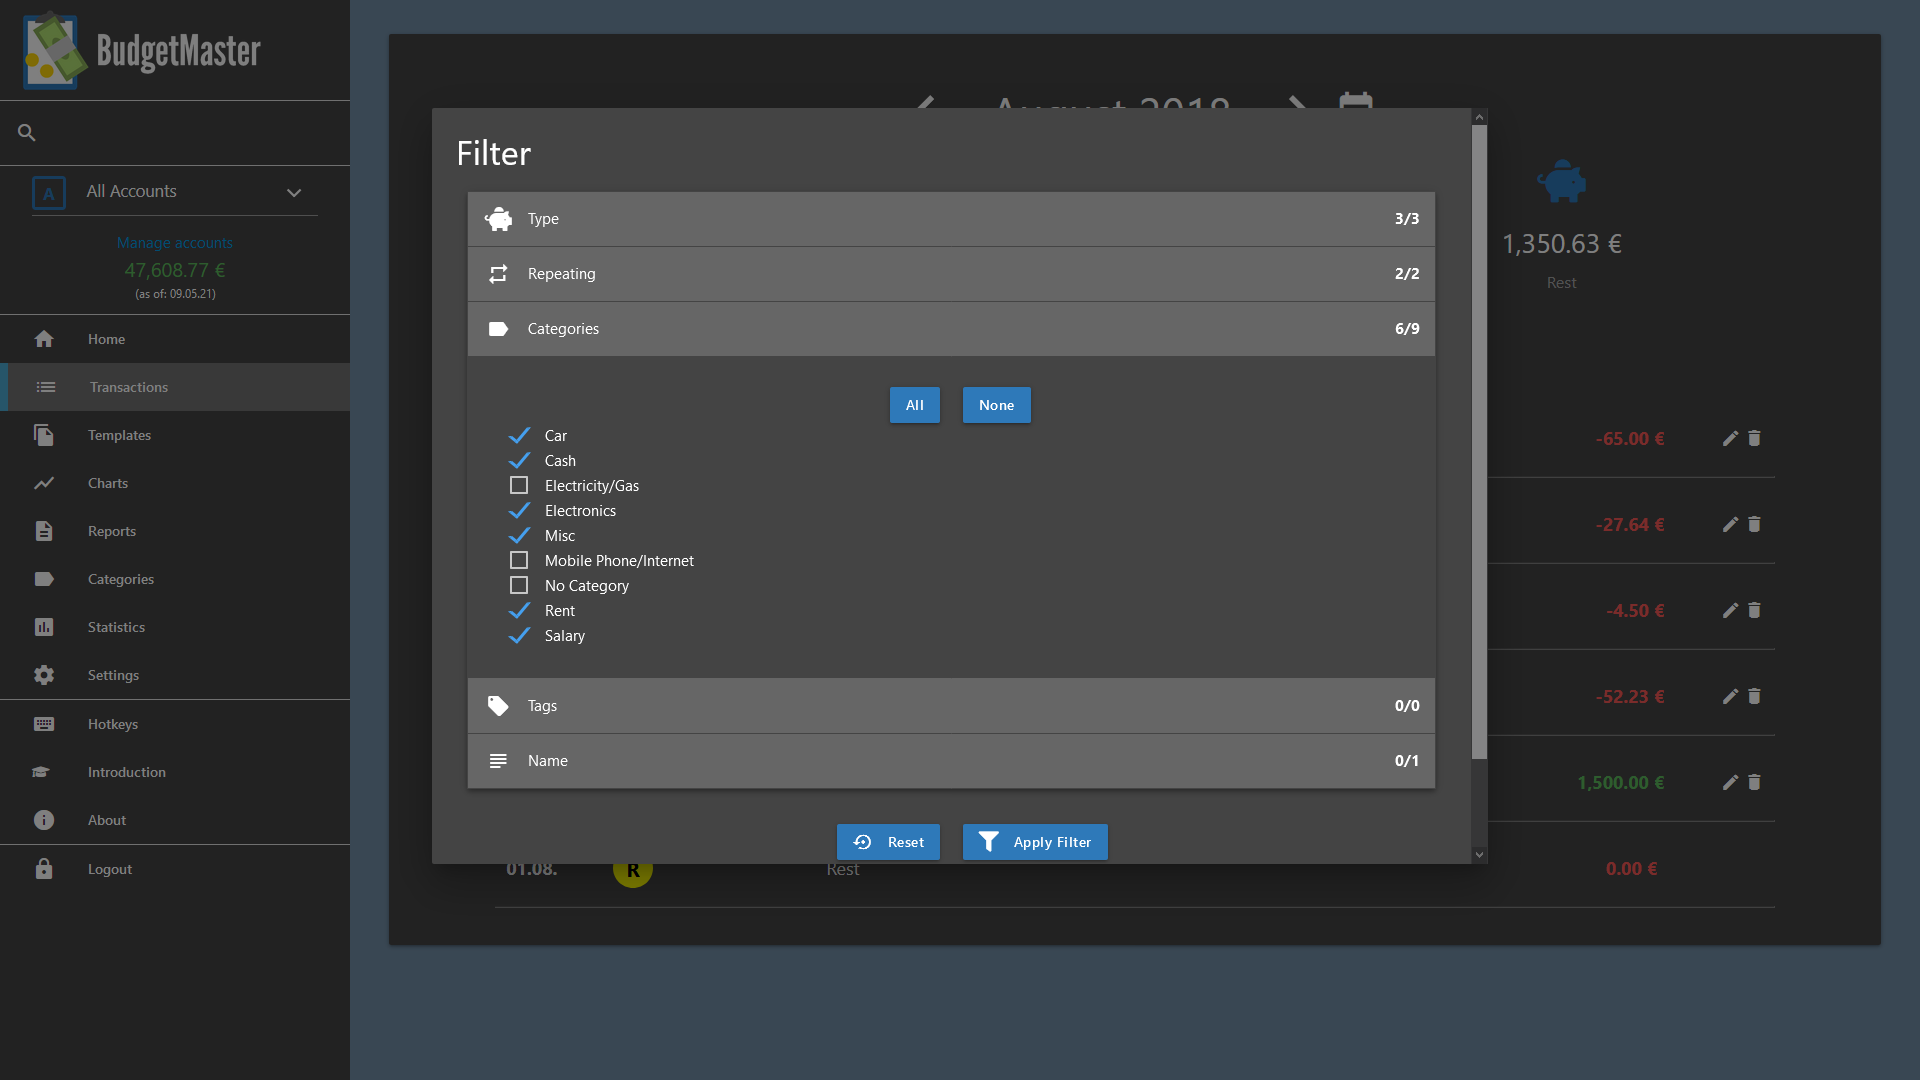 BudgetMaster
A
All Accounts
Manage accounts
47,608.77 €
(as of: 09.05.21)
Home
Transactions
Templates
Charts
Reports
Categories
Statistics
Settings
Hotkeys
Introduction
About
Logout
August 2018
Filter
Type 3/3
Repeating 2/2
Categories 6/9
All None
Car
Cash
Electricity/Gas
Electronics
Misc
Mobile Phone/Internet
No Category
Rent
Salary
Tags 0/0
Name 0/1
Reset Apply Filter
1,350.63 €
Rest
-65.00 €
-27.64 €
-4.50 €
-52.23 €
1,500.00 €
01.08. R Rest 0.00 €